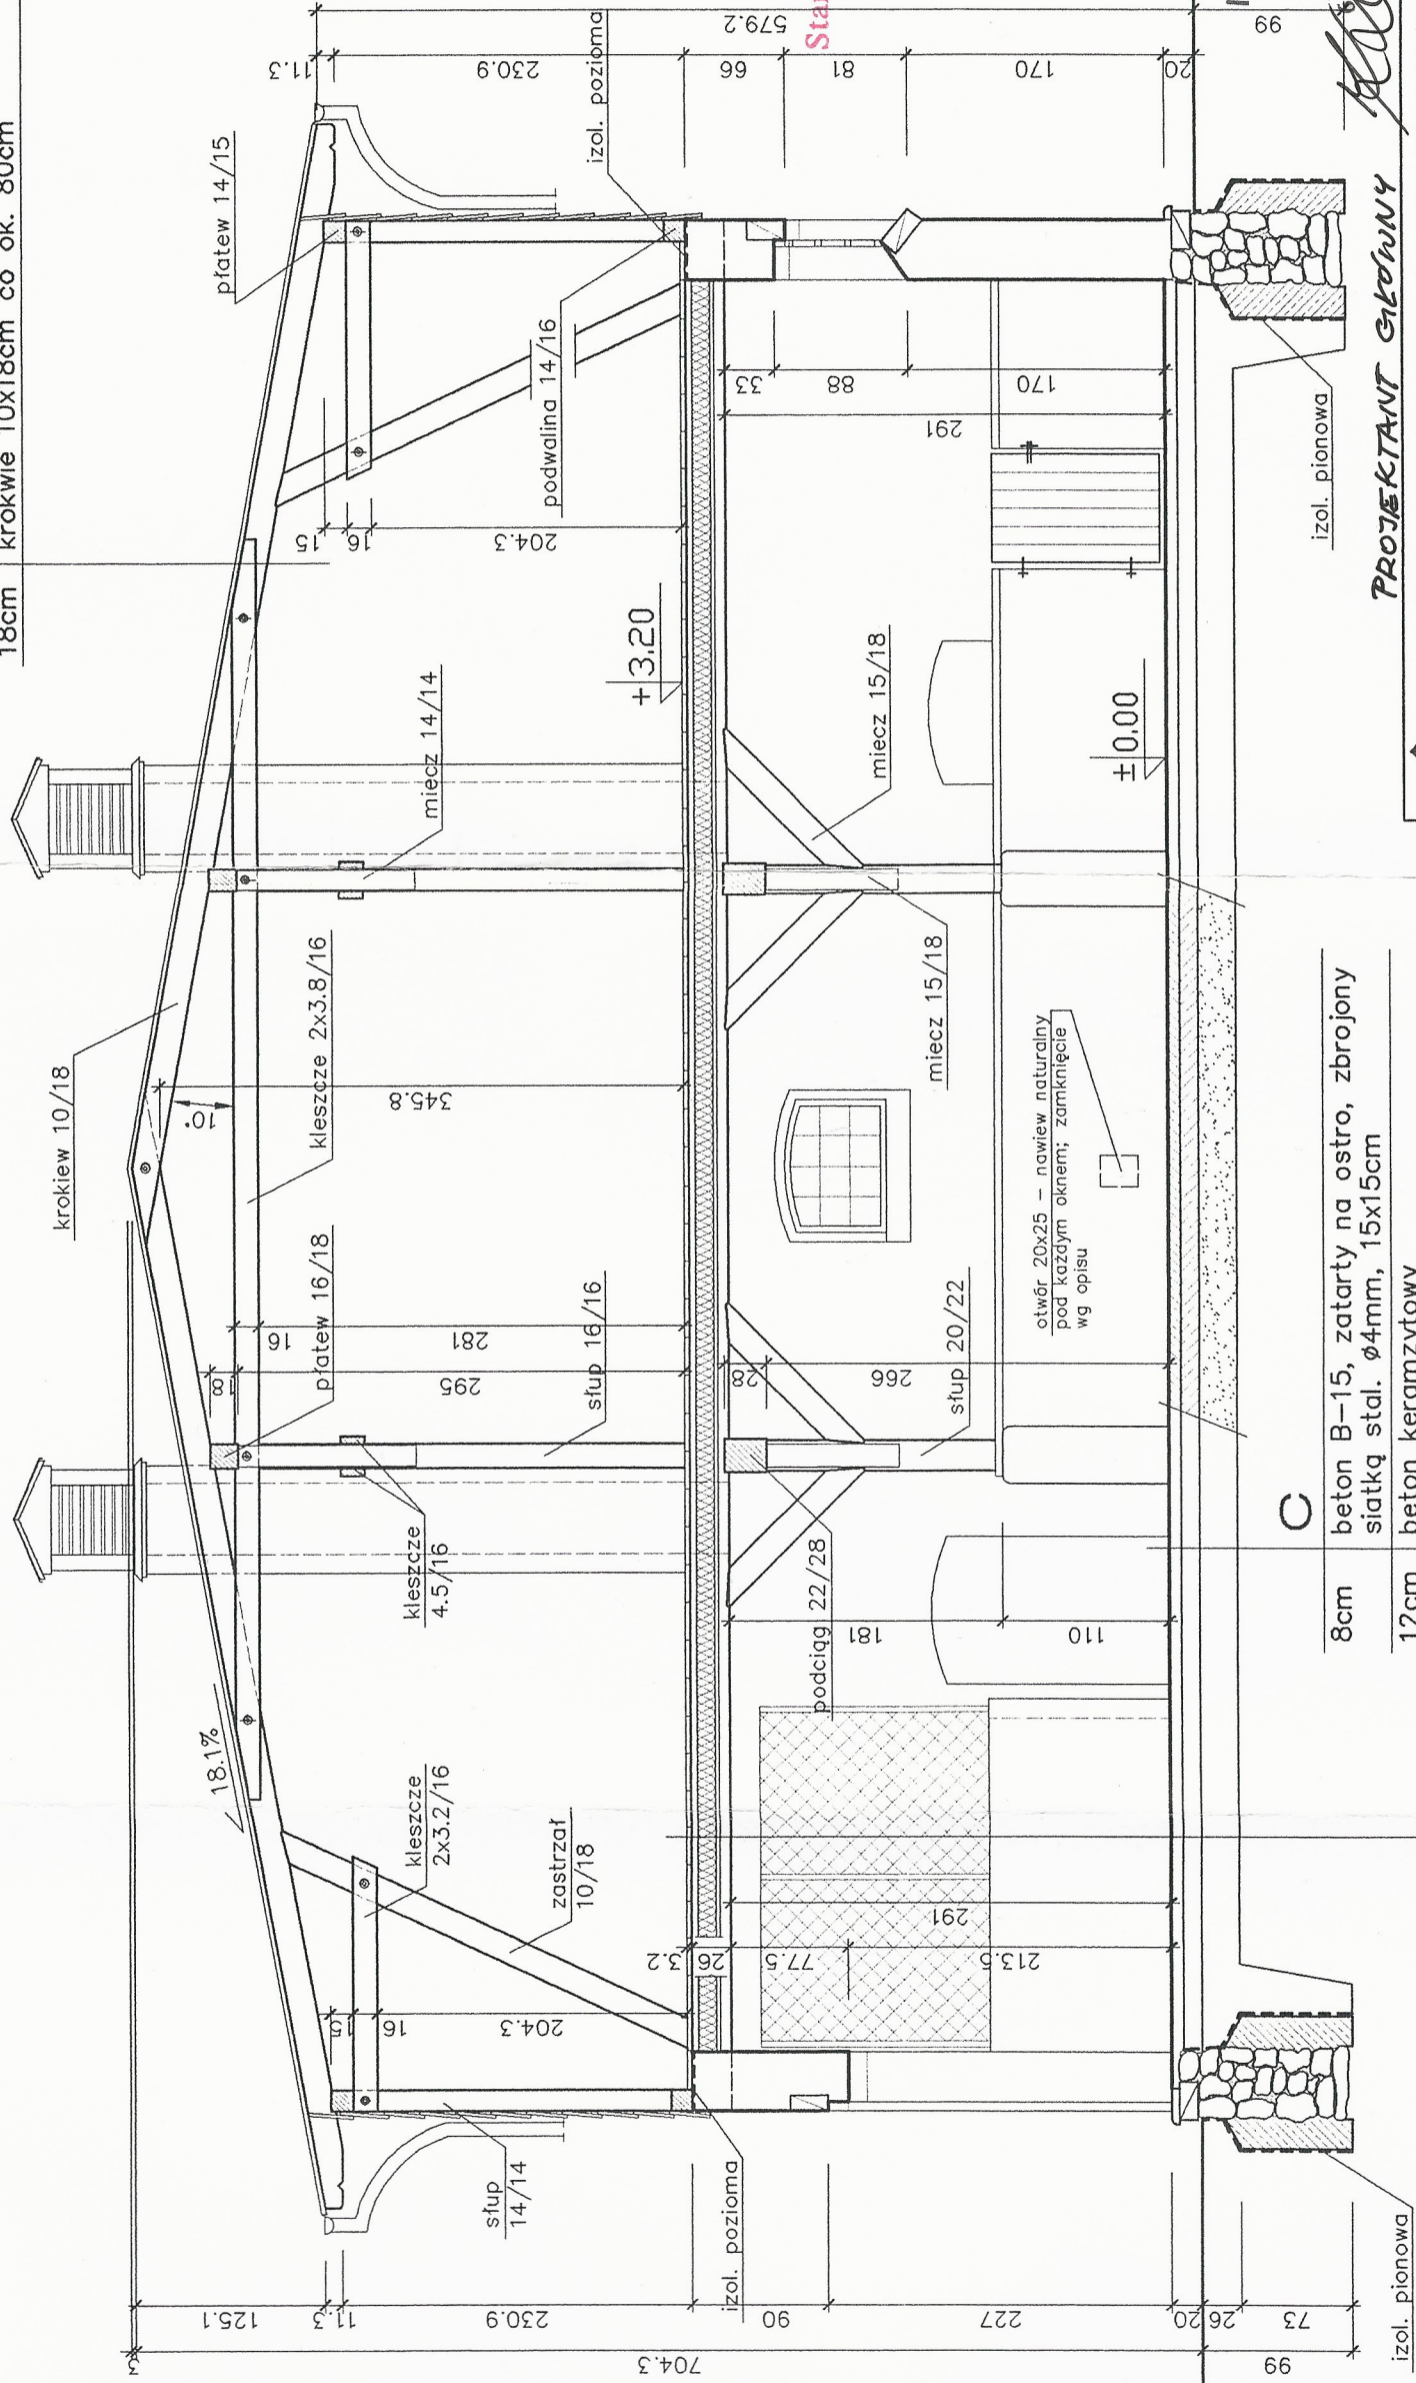 18cm krokwie 10x18cm co ok. 80cm
krokiew 10/18
płatew 14/15
18.1%
10°
kleszcze 2x3.8/16
płatew 16/18
miecz 14/14
kleszcze
4.5/16
kleszcze
2x3.2/16
zastrzał
10/18
słup
14/14
słup 16/16
podwalina 14/16
izol. pozioma
izol. pozioma
+3.20
±0.00
miecz 15/18
miecz 15/18
słup 20/22
podciąg 22/28
otwór 20x25 – nawiew naturalny
pod każdym oknem; zamknięcie
wg opisu
izol. pionowa
izol. pionowa
3
704.3
99
125.1
11.3
230.9
90
227
20
26
73
15
16
204.3
3.2
26
77.5
213.5
291
181
110
18
295
16
281
28
266
345.8
15
16
204.3
33
88
170
291
11.3
230.9
66
81
170
20
579.2
99
Star
PROJEKTANT GŁÓWNY
C
8cm beton B–15, zatarty na ostro, zbrojony
siatką stal. ø4mm, 15x15cm
12cm beton keramzytowy